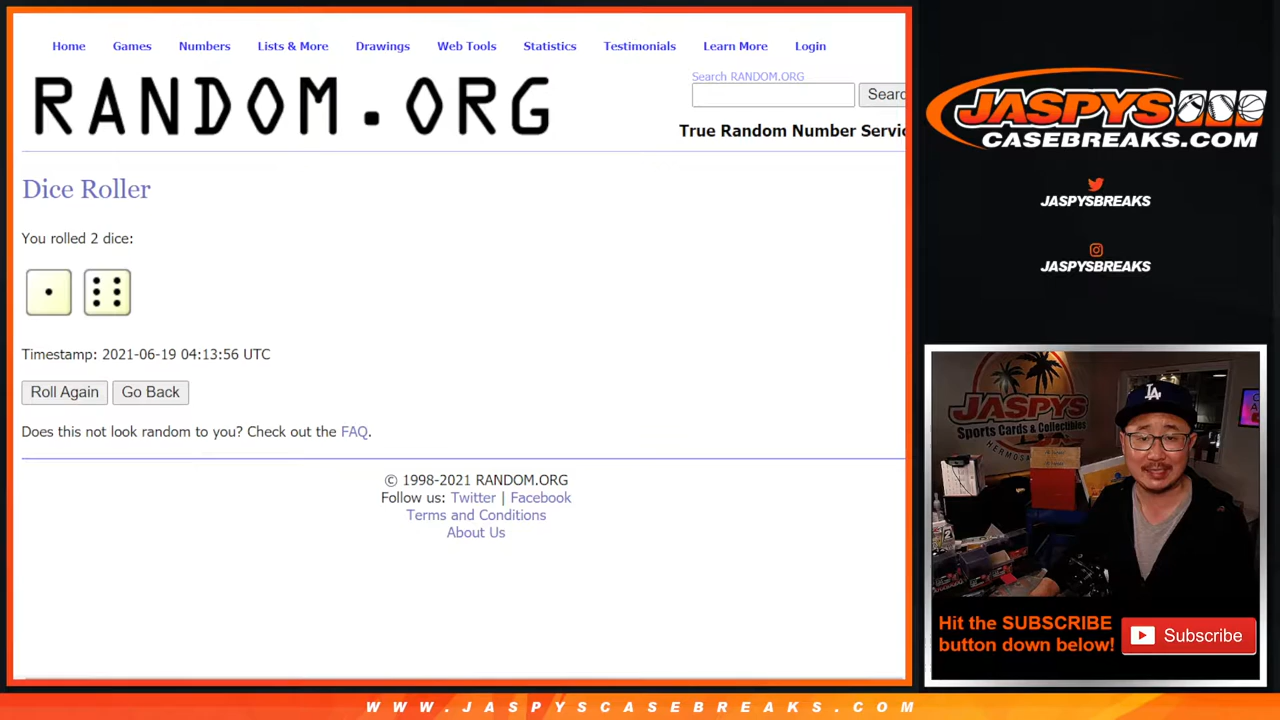 Home Games Numbers Lists & More Drawings Web Tools Statistics Testimonials Learn More Login
Search RANDOM.ORG
RANDOM.ORG
Searc
True Random Number Servic
Dice Roller
You rolled 2 dice:
Timestamp: 2021-06-19 04:13:56 UTC
Roll Again Go Back
Does this not look random to you? Check out the FAQ.
© 1998-2021 RANDOM.ORG
Follow us: Twitter | Facebook
Terms and Conditions
About Us
JASPYS
CASEBREAKS.COM
JASPYSBREAKS
JASPYSBREAKS
JASPYS
Sports Cards & Collectibles
LA
Hit the SUBSCRIBE
button down below!
Subscribe
WWW.JASPYSCASEBREAKS.COM